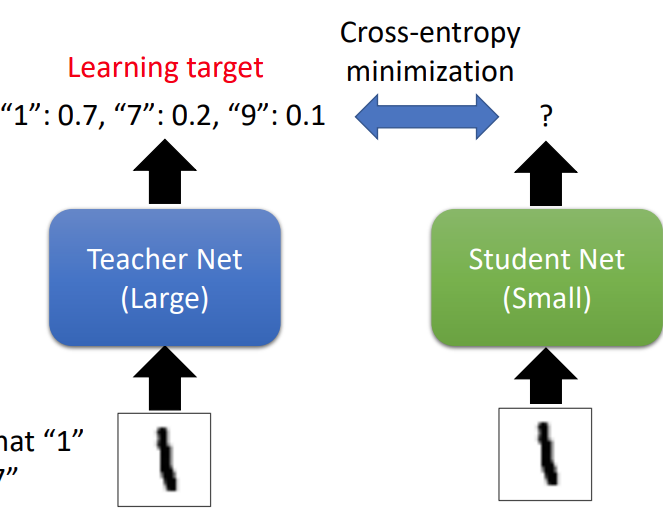 Cross-entropy
Learning target
minimization
“1”: 0.7, “7”: 0.2, “9”: 0.1
?
Teacher Net
(Large)
Student Net
(Small)
“1”